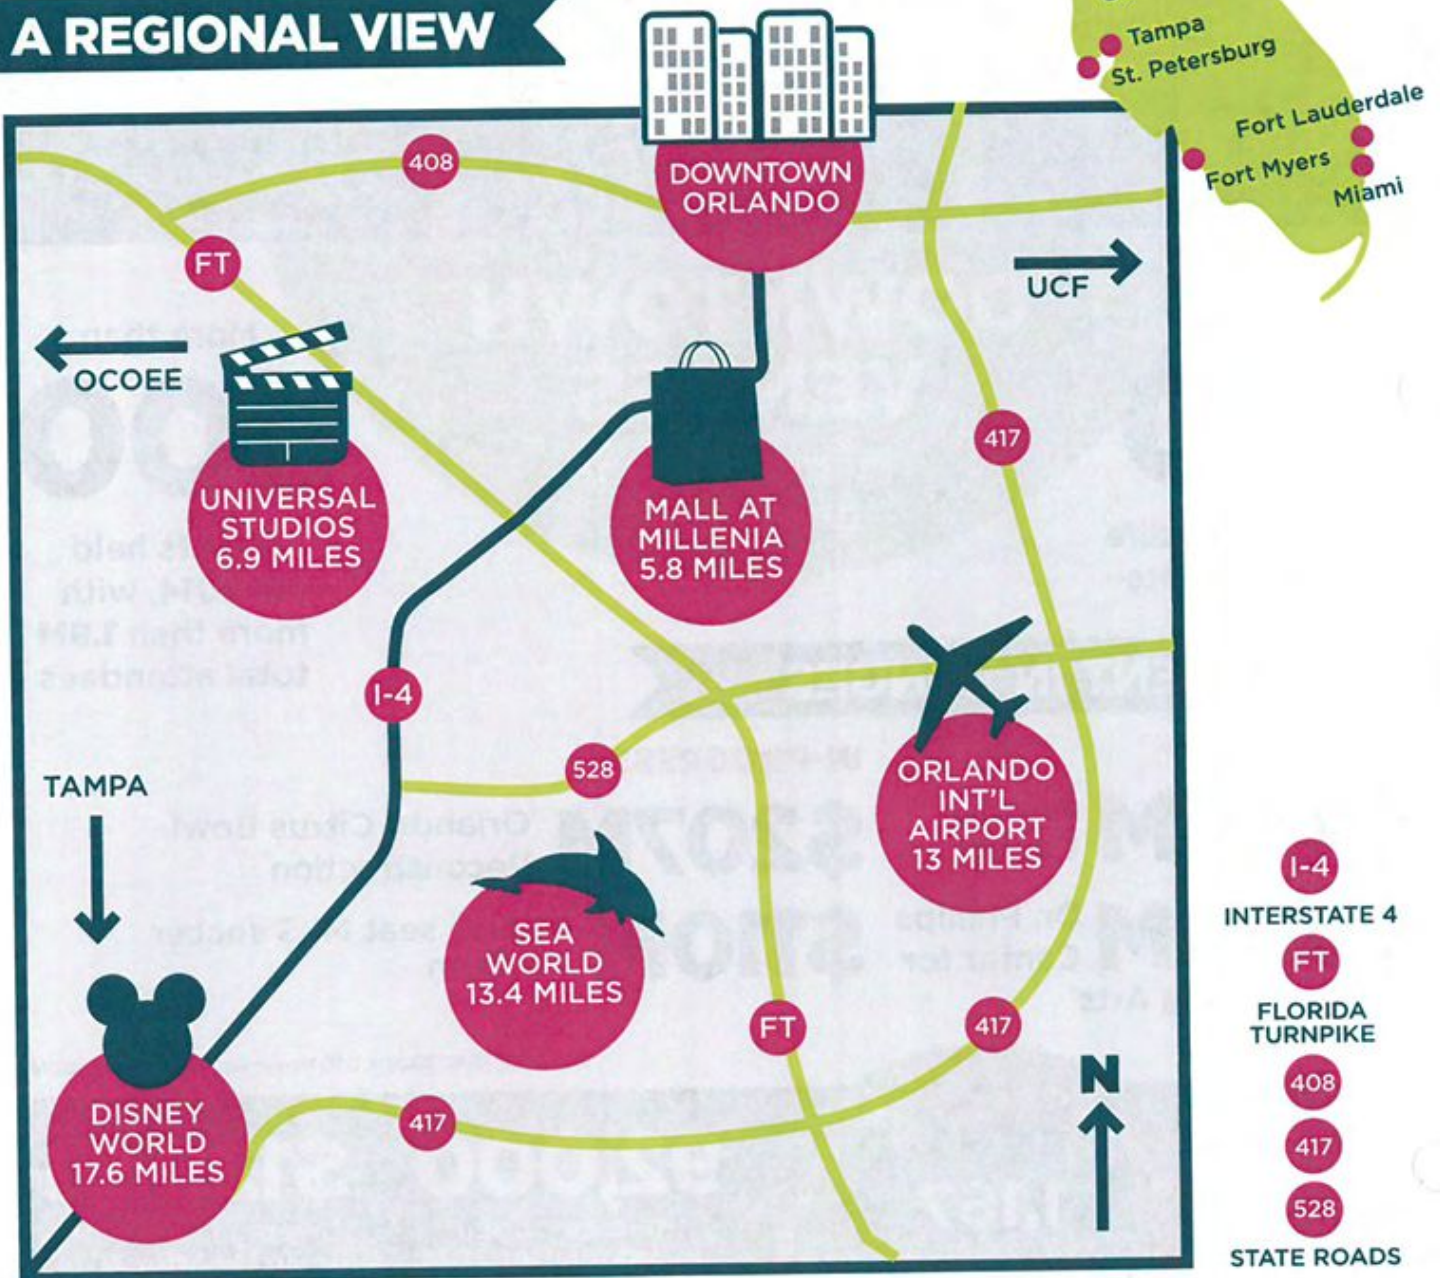 A REGIONAL VIEW
Tampa
St. Petersburg
Fort Lauderdale
Fort Myers
Miami
408
DOWNTOWN
ORLANDO
FT
UCF
OCOEE
417
UNIVERSAL
STUDIOS
6.9 MILES
MALL AT
MILLENIA
5.8 MILES
I-4
528
TAMPA
ORLANDO
INT'L
AIRPORT
13 MILES
SEA
WORLD
13.4 MILES
FT
417
N
DISNEY
WORLD
17.6 MILES
417
I-4
INTERSTATE 4
FT
FLORIDA
TURNPIKE
408
417
528
STATE ROADS